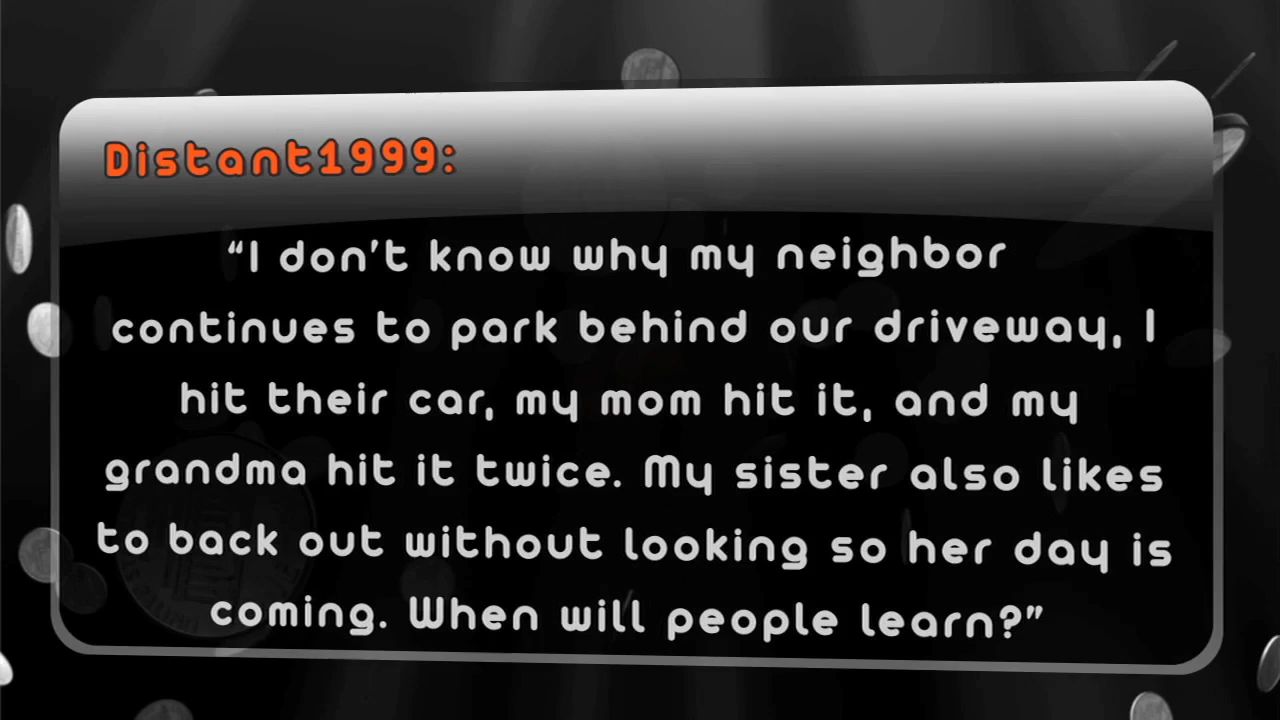 Distant1999:
“I don’t know why my neighbor
continues to park behind our driveway, I
hit their car, my mom hit it, and my
grandma hit it twice. My sister also likes
to back out without looking so her day is
coming. When will people learn?”